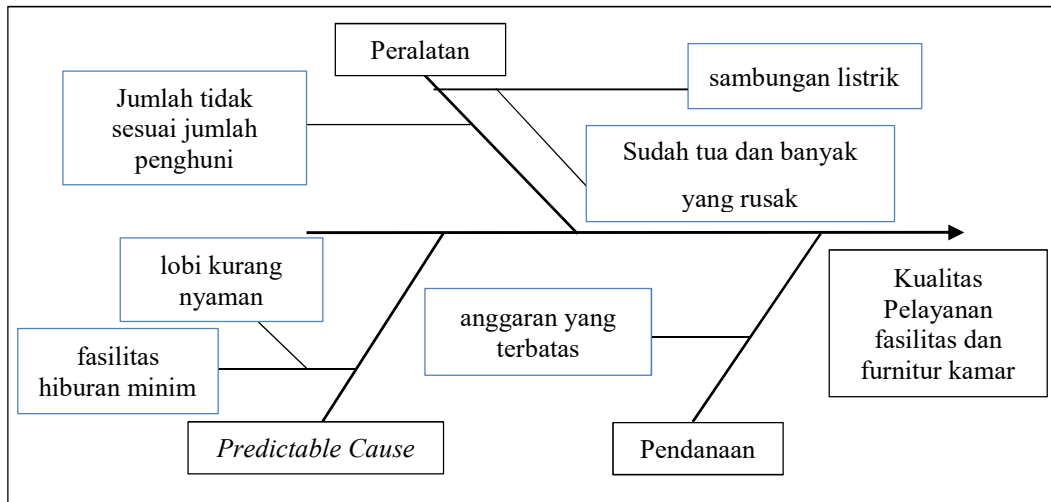 Peralatan
sambungan listrik
Jumlah tidak
sesuai jumlah
penghuni
Sudah tua dan banyak
yang rusak
lobi kurang
nyaman
fasilitas
hiburan minim
anggaran yang
terbatas
Kualitas
Pelayanan
fasilitas dan
furnitur kamar
Predictable Cause
Pendanaan